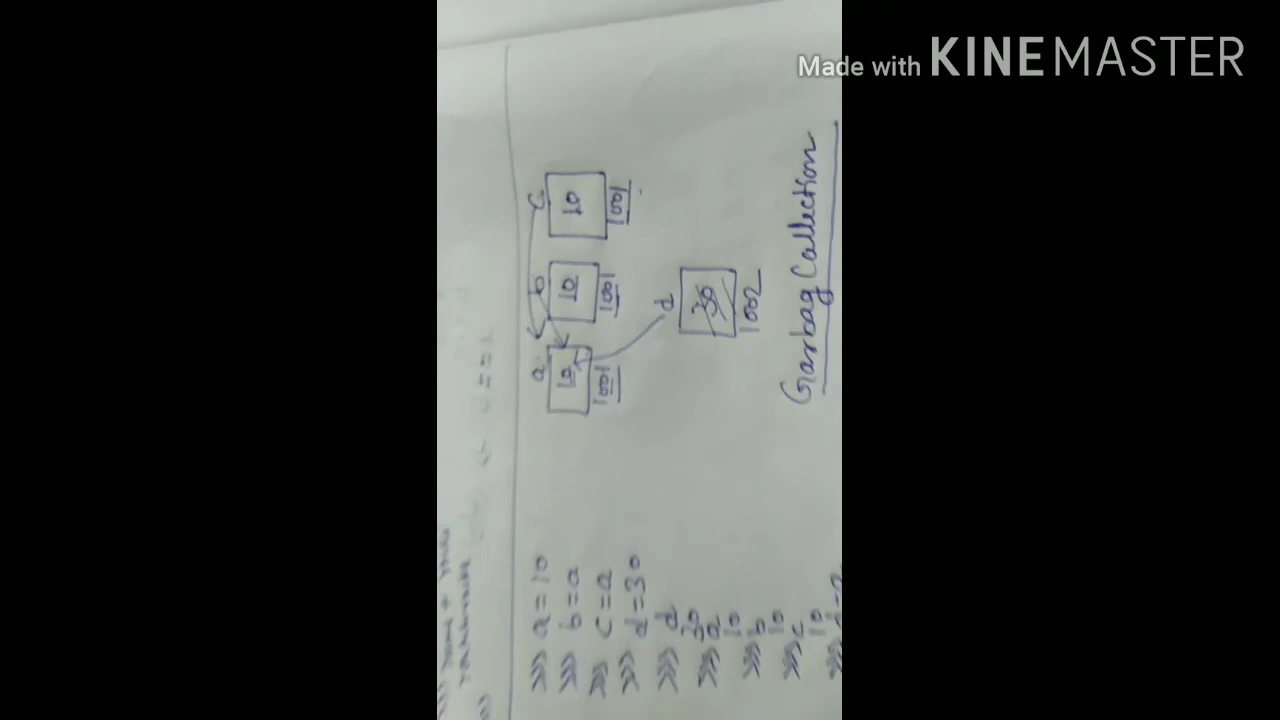 Made with KINEMASTER
>>> a=10
>>> b=a
>>> c=a
>>> d=30
>>> d
30
>>> a
10
>>> b
10
>>> c
10
>>> d=a
a
10
1001
b
10
1001
c
10
1001
d
30
1002
Garbag Collection